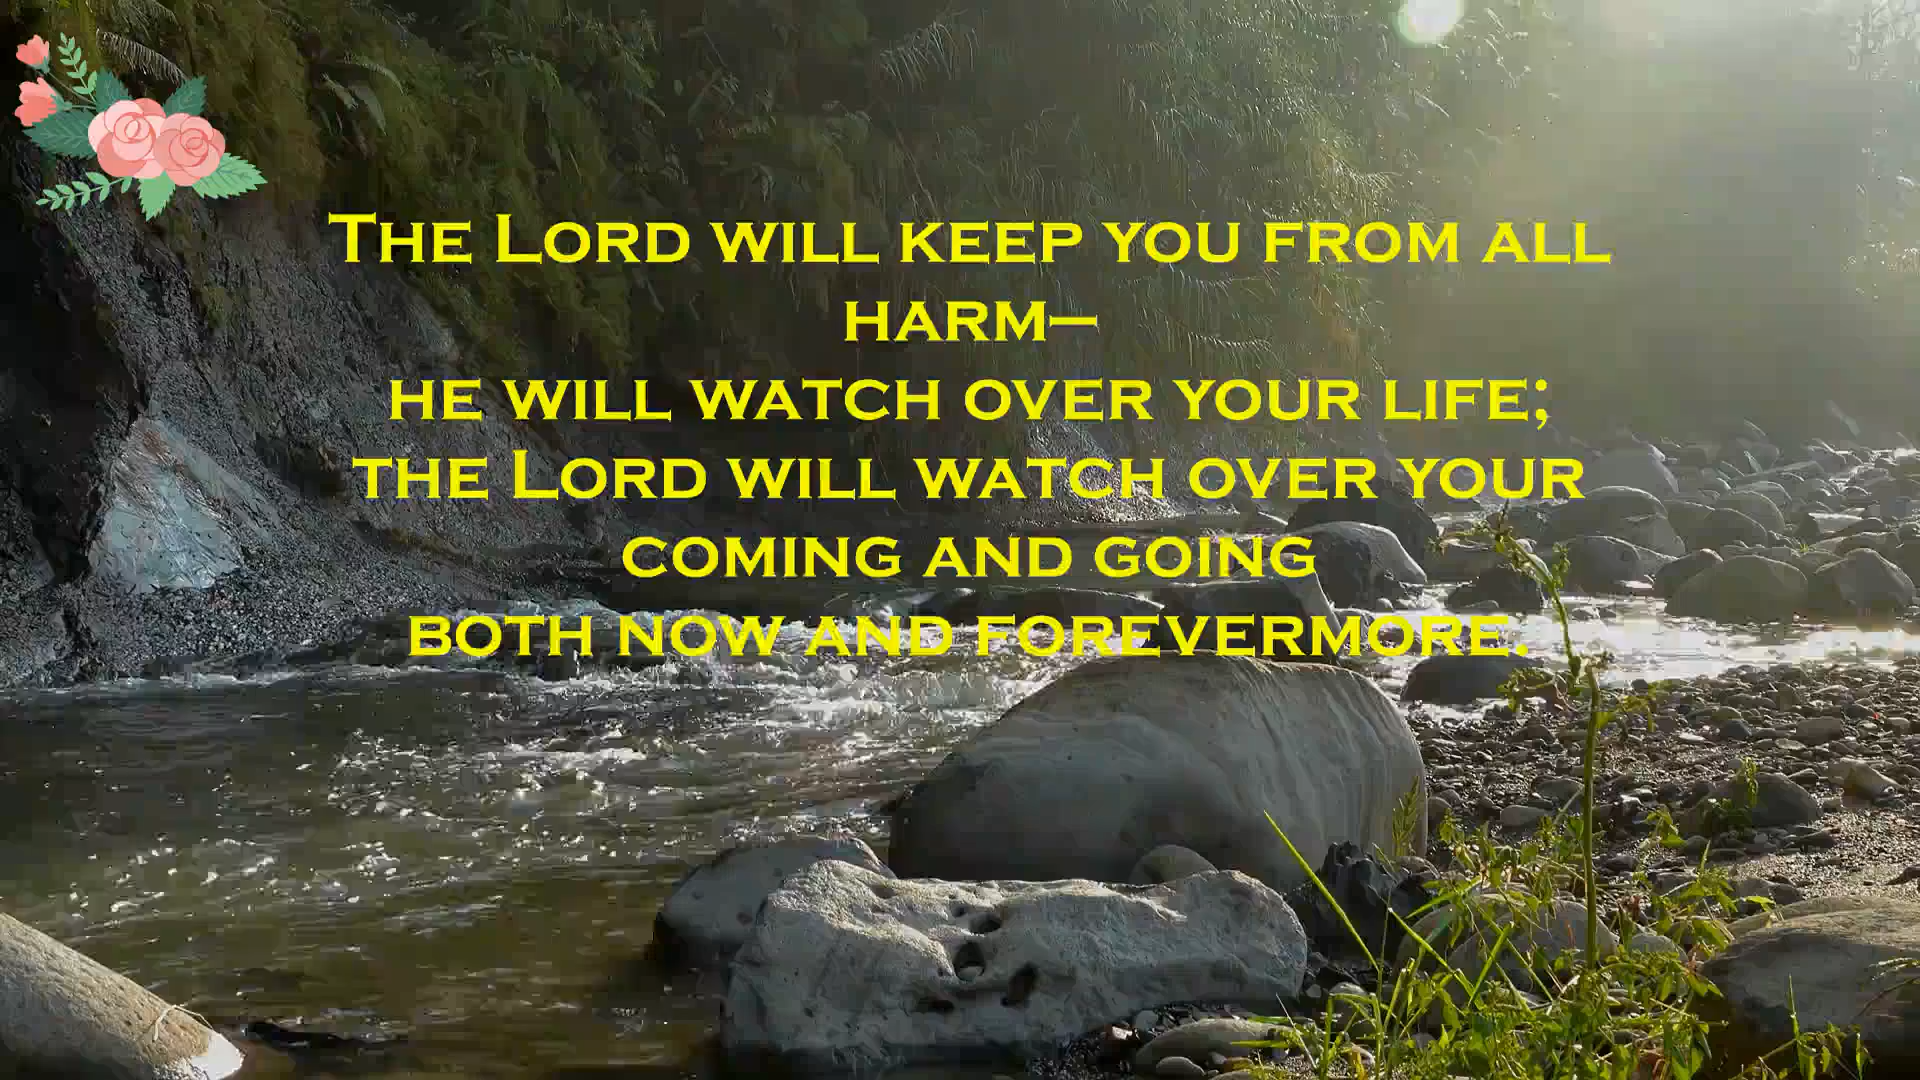 The Lord will keep you from all
harm—
he will watch over your life;
the Lord will watch over your
coming and going
both now and forevermore.